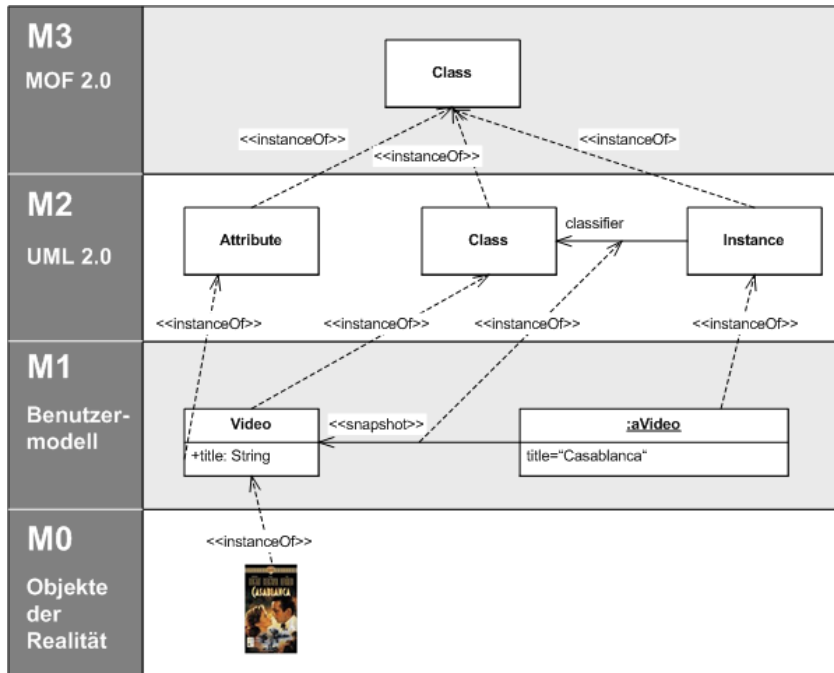 M3
MOF 2.0
Class
<<instanceOf>>
<<instanceOf>>
<<instanceOf>
M2
UML 2.0
Attribute
Class
classifier
Instance
<<instanceOf>>
<<instanceOf>>
<<instanceOf>>
<<instanceOf>>
M1
Benutzer-
modell
Video
+title: String
<<snapshot>>
:aVideo
title=“Casablanca“
M0
Objekte
der
Realität
<<instanceOf>>
CASABLANCA